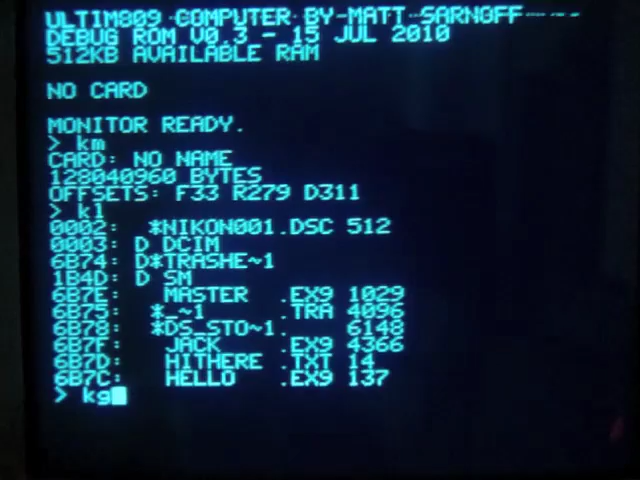 ULTIM809 COMPUTER BY MATT SARNOFF
DEBUG ROM V0.3 - 15 JUL 2010
512KB AVAILABLE RAM
NO CARD
MONITOR READY.
> km
CARD: NO NAME
128040960 BYTES
OFFSETS: F33 R279 D311
> kl
0002: *NIKON001.DSC 512
0003: D DCIM
6B74: D*TRASHE~1
1B4D: D SM
6B7E: MASTER .EX9 1029
6B75: *_~1 .TRA 4096
6B78: *DS_STO~1. 6148
6B7F: JACK .EX9 4366
6B7D: HITHERE .TXT 14
6B7C: HELLO .EX9 137
> kg